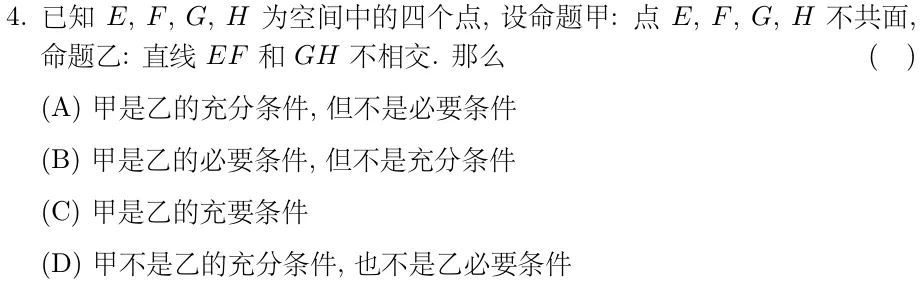 4. 已知 E, F, G, H 为空间中的四个点, 设命题甲: 点 E, F, G, H 不共面,
命题乙: 直线 EF 和 GH 不相交. 那么 ( )
(A) 甲是乙的充分条件, 但不是必要条件
(B) 甲是乙的必要条件, 但不是充分条件
(C) 甲是乙的充要条件
(D) 甲不是乙的充分条件, 也不是乙必要条件